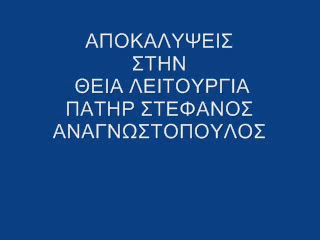 ΑΠΟΚΑΛΥΨΕΙΣ
ΣΤΗΝ
ΘΕΙΑ ΛΕΙΤΟΥΡΓΙΑ
ΠΑΤΗΡ ΣΤΕΦΑΝΟΣ
ΑΝΑΓΝΩΣΤΟΠΟΥΛΟΣ